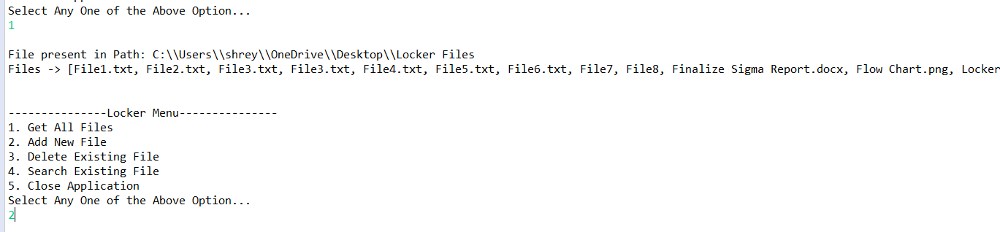 Select Any One of the Above Option...
1
File present in Path: C:\\Users\\shrey\\OneDrive\\Desktop\\Locker Files
Files -> [File1.txt, File2.txt, File3.txt, File3.txt, File4.txt, File5.txt, File6.txt, File7, File8, Finalize Sigma Report.docx, Flow Chart.png, Locker
---------------Locker Menu---------------
1. Get All Files
2. Add New File
3. Delete Existing File
4. Search Existing File
5. Close Application
Select Any One of the Above Option...
2